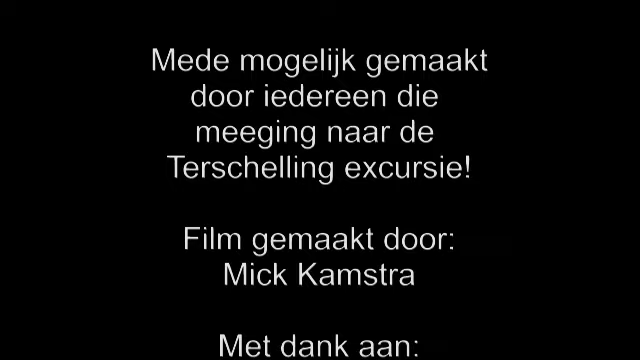 Mede mogelijk gemaakt
door iedereen die
meeging naar de
Terschelling excursie!
Film gemaakt door:
Mick Kamstra
Met dank aan: